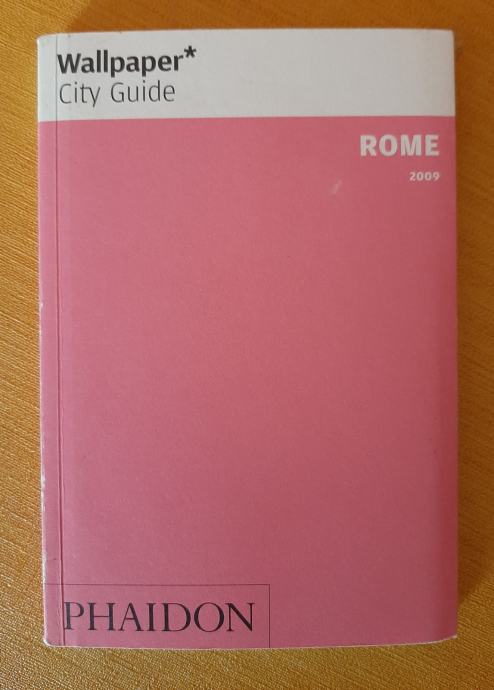 Wallpaper*
City Guide
ROME
2009
PHAIDON